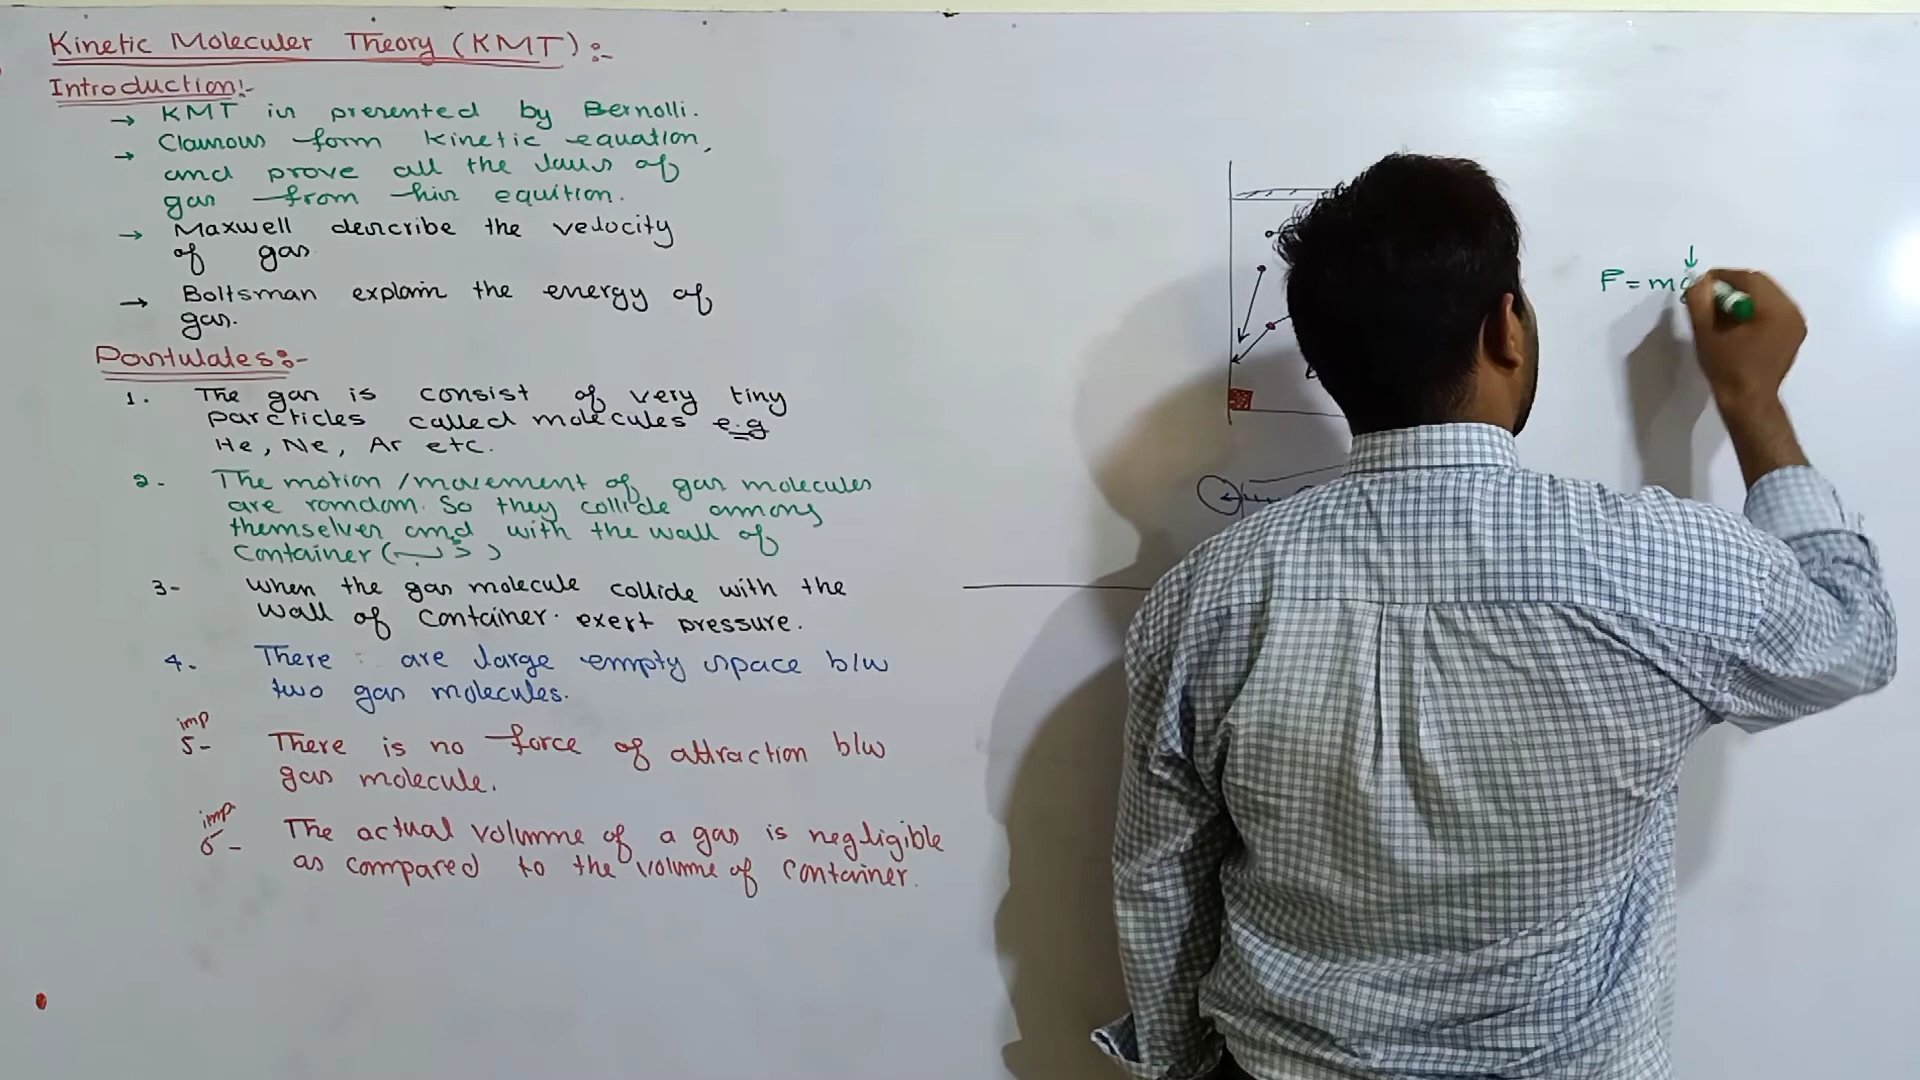 Kinetic Moleculer Theory (KMT) :-
Introduction:-
→ KMT is presented by Bernolli.
→ Clausous form kinetic equation,
and prove all the laws of
gas from his equition.
→ Maxwell describe the velocity
of gas
→ Boltsman explain the energy of
gas.
Postulates:-
1. The gas is consist of very tiny
parcticles called molecules e.g
He, Ne, Ar etc.
2. The motion/movement of gas molecules
are romdom. So they collide among
themselves and with the wall of
Container ( )
3- when the gas molecule collide with the
wall of container. exert pressure.
4. There are large empty space b/w
two gas molecules.
imp
5- There is no force of attraction b/w
gas molecule.
imp
6- The actual volumme of a gas is negligible
as compared to the volume of container.
F = m